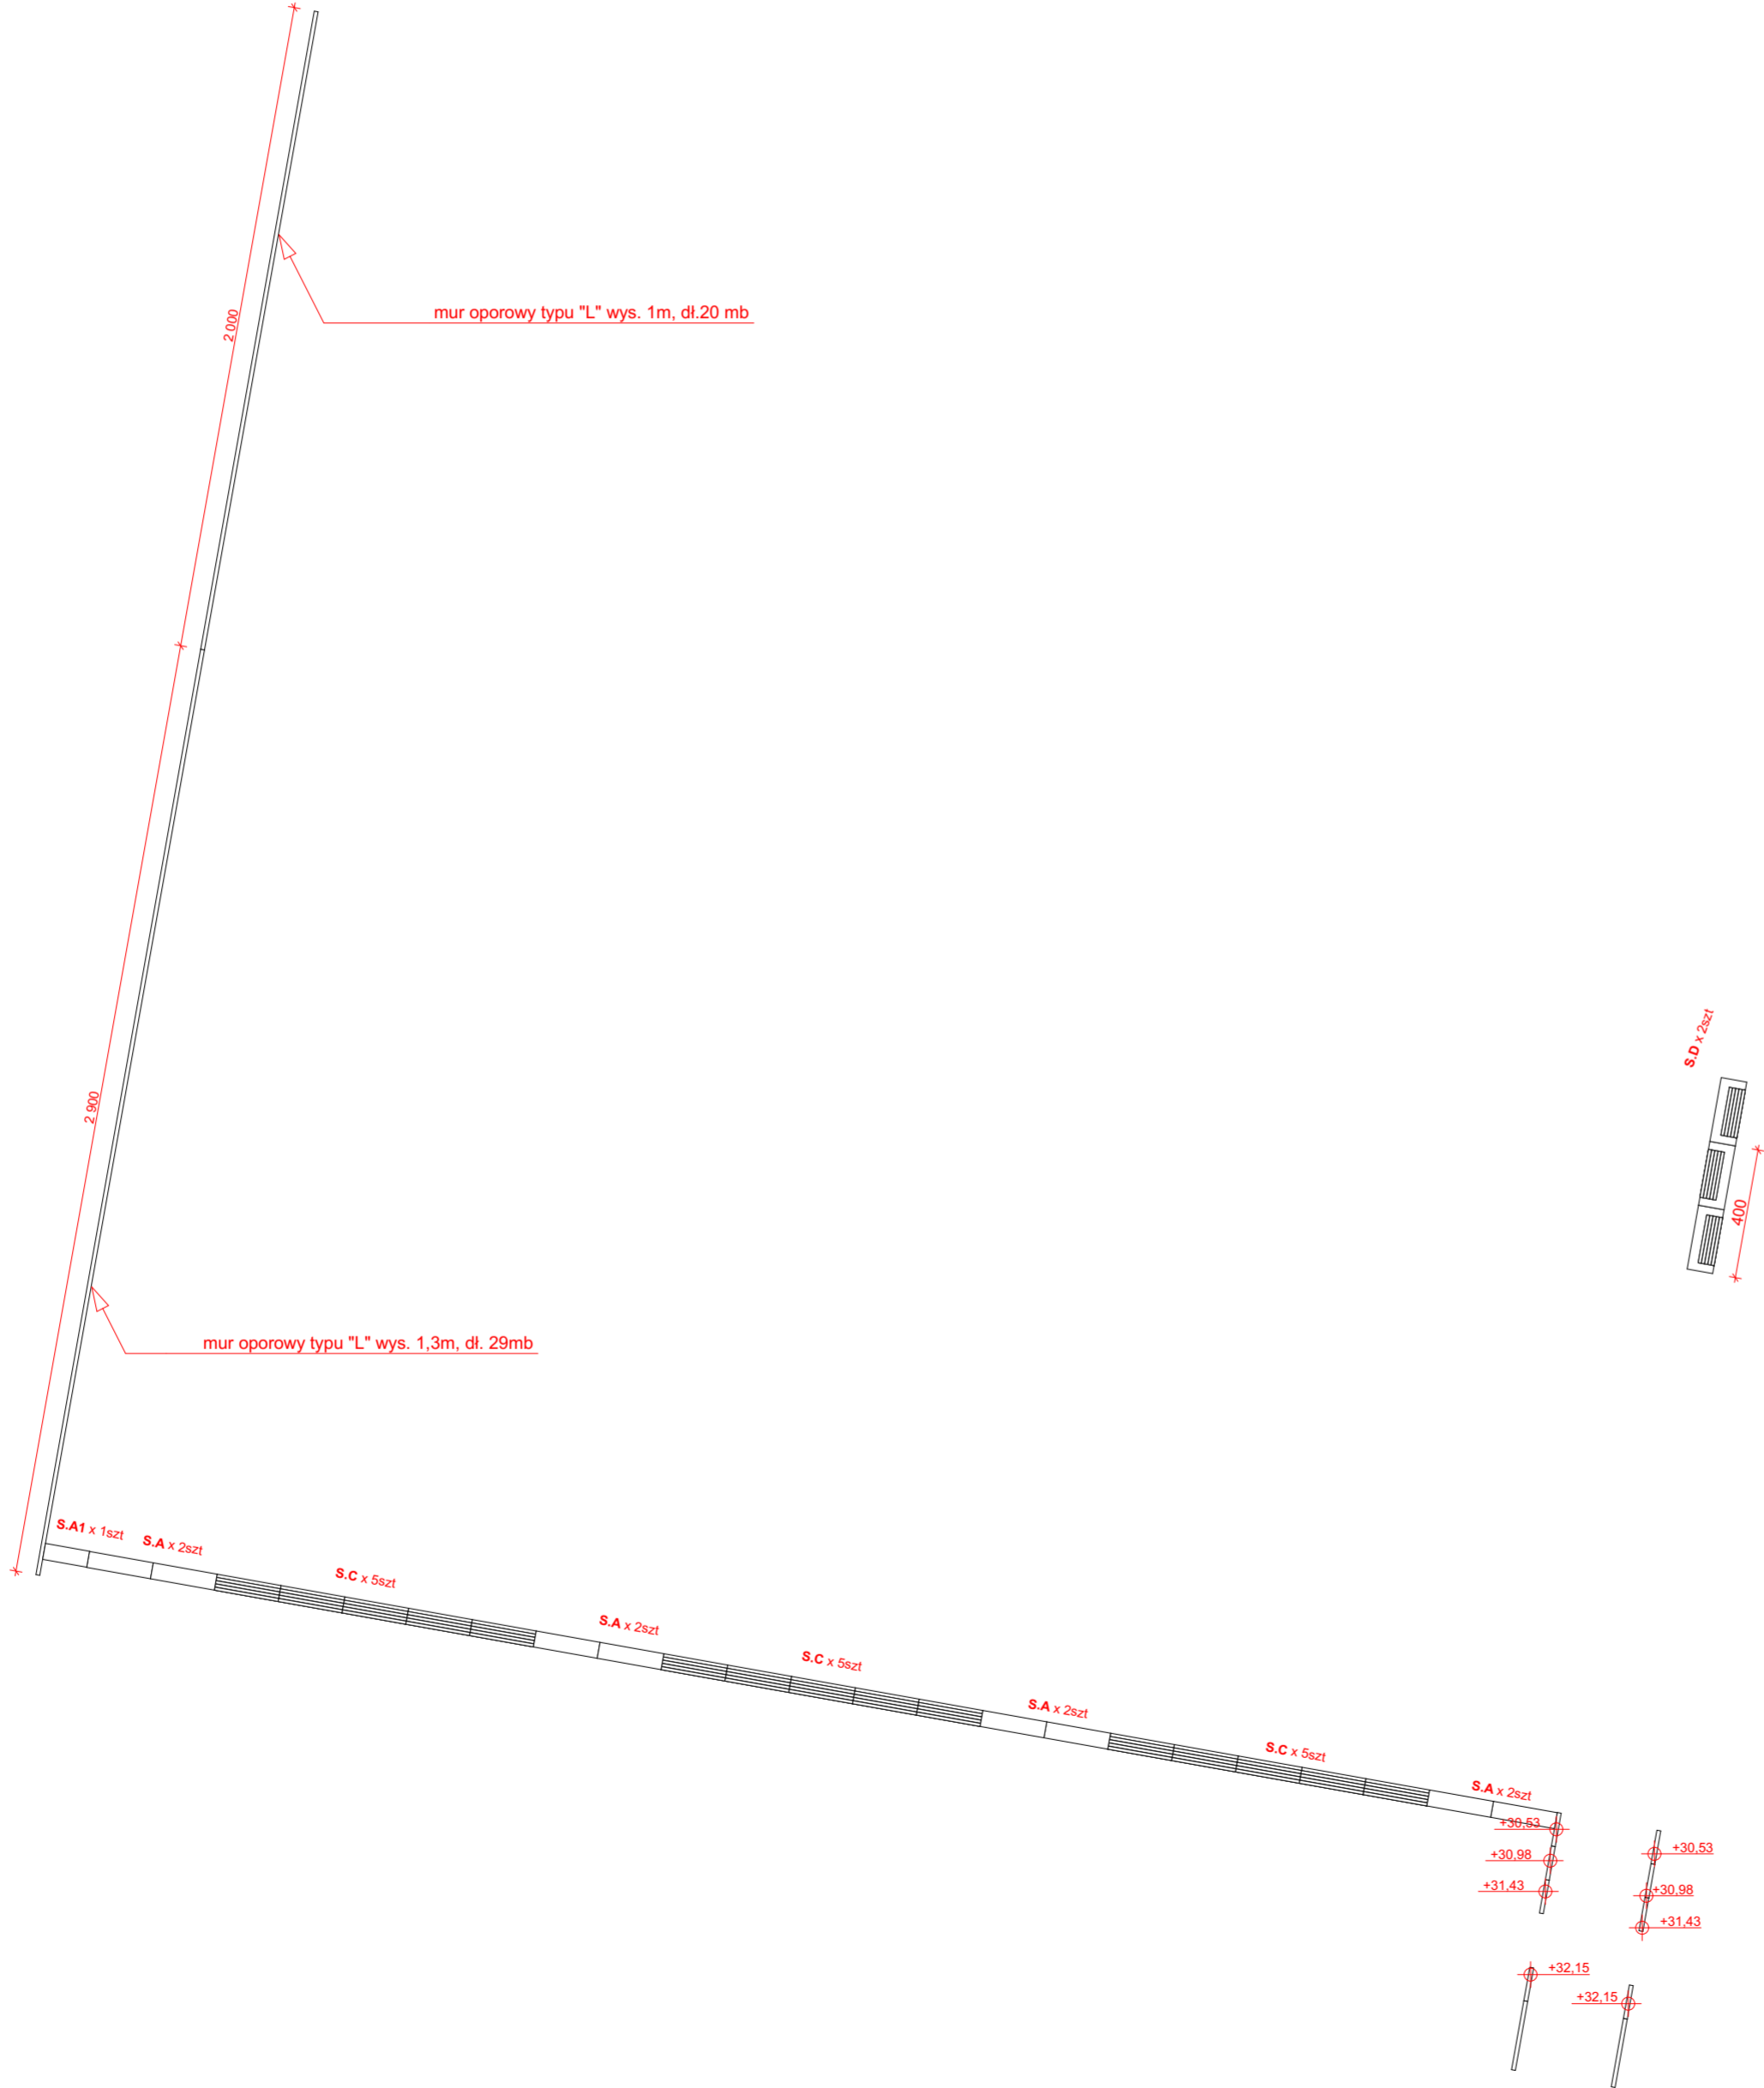 2 000
mur oporowy typu "L" wys. 1m, dł.20 mb
S.D x 2szt
2 900
400
mur oporowy typu "L" wys. 1,3m, dł. 29mb
S.A1 x 1szt
S.A x 2szt
S.C x 5szt
S.A x 2szt
S.C x 5szt
S.A x 2szt
S.C x 5szt
S.A x 2szt
+30,53
+30,53
+30,98
+31,43
+30,98
+31,43
+32,15
+32,15